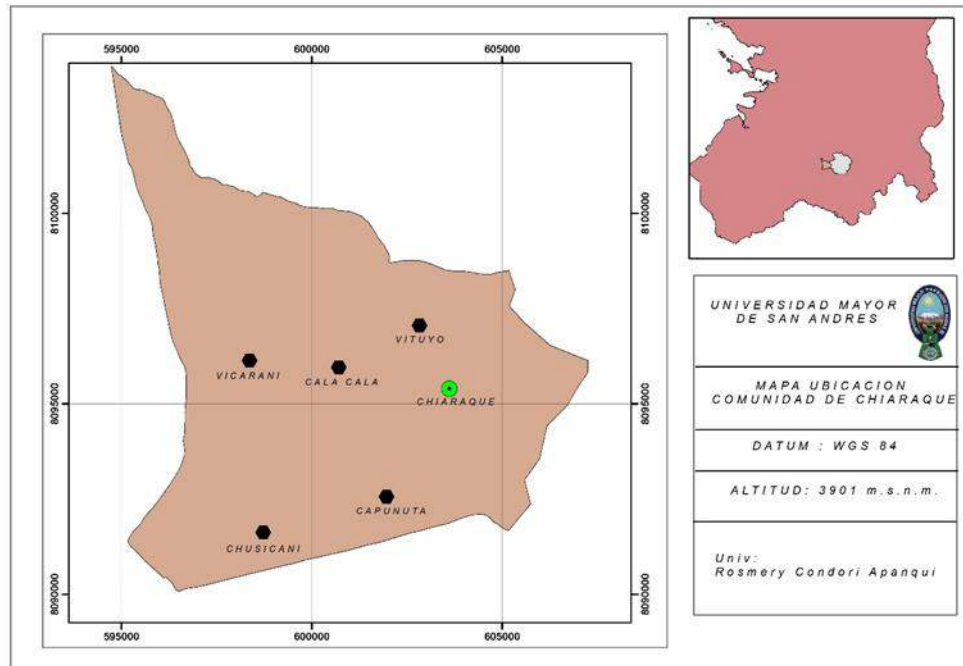 595000
600000
605000
8100000
8100000
8095000
8095000
8090000
8090000
VITUYO
VICARANI
CALA CALA
CHIARAQUE
CAPUNUTA
CHUSICANI
595000
600000
605000
UNIVERSIDAD MAYOR
DE SAN ANDRES
MAPA UBICACION
COMUNIDAD DE CHIARAQUE
DATUM : WGS 84
ALTITUD: 3901 m.s.n.m.
Univ:
Rosmery Condori Apanqui